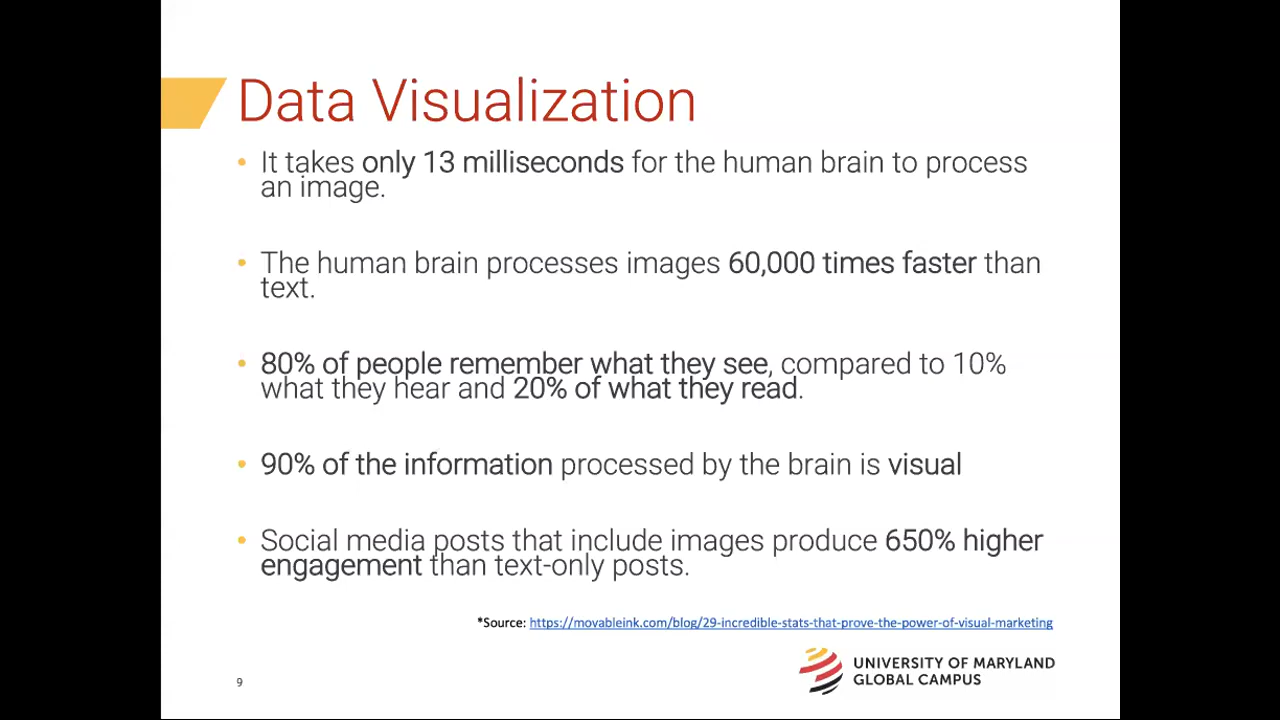 Data Visualization
• It takes only 13 milliseconds for the human brain to process
an image.
• The human brain processes images 60,000 times faster than
text.
• 80% of people remember what they see, compared to 10%
what they hear and 20% of what they read.
• 90% of the information processed by the brain is visual
• Social media posts that include images produce 650% higher
engagement than text-only posts.
*Source: https://movableink.com/blog/29-incredible-stats-that-prove-the-power-of-visual-marketing
UNIVERSITY OF MARYLAND
GLOBAL CAMPUS
9